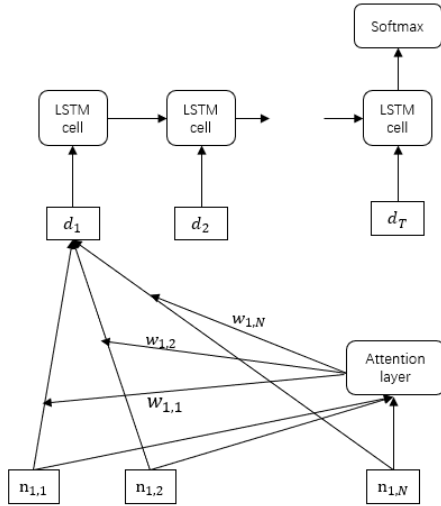 Softmax
LSTM
cell
LSTM
cell
LSTM
cell
d₁
d₂
d_T
w₁,N
w₁,₂
w₁,₁
Attention
layer
n₁,₁
n₁,₂
n₁,N